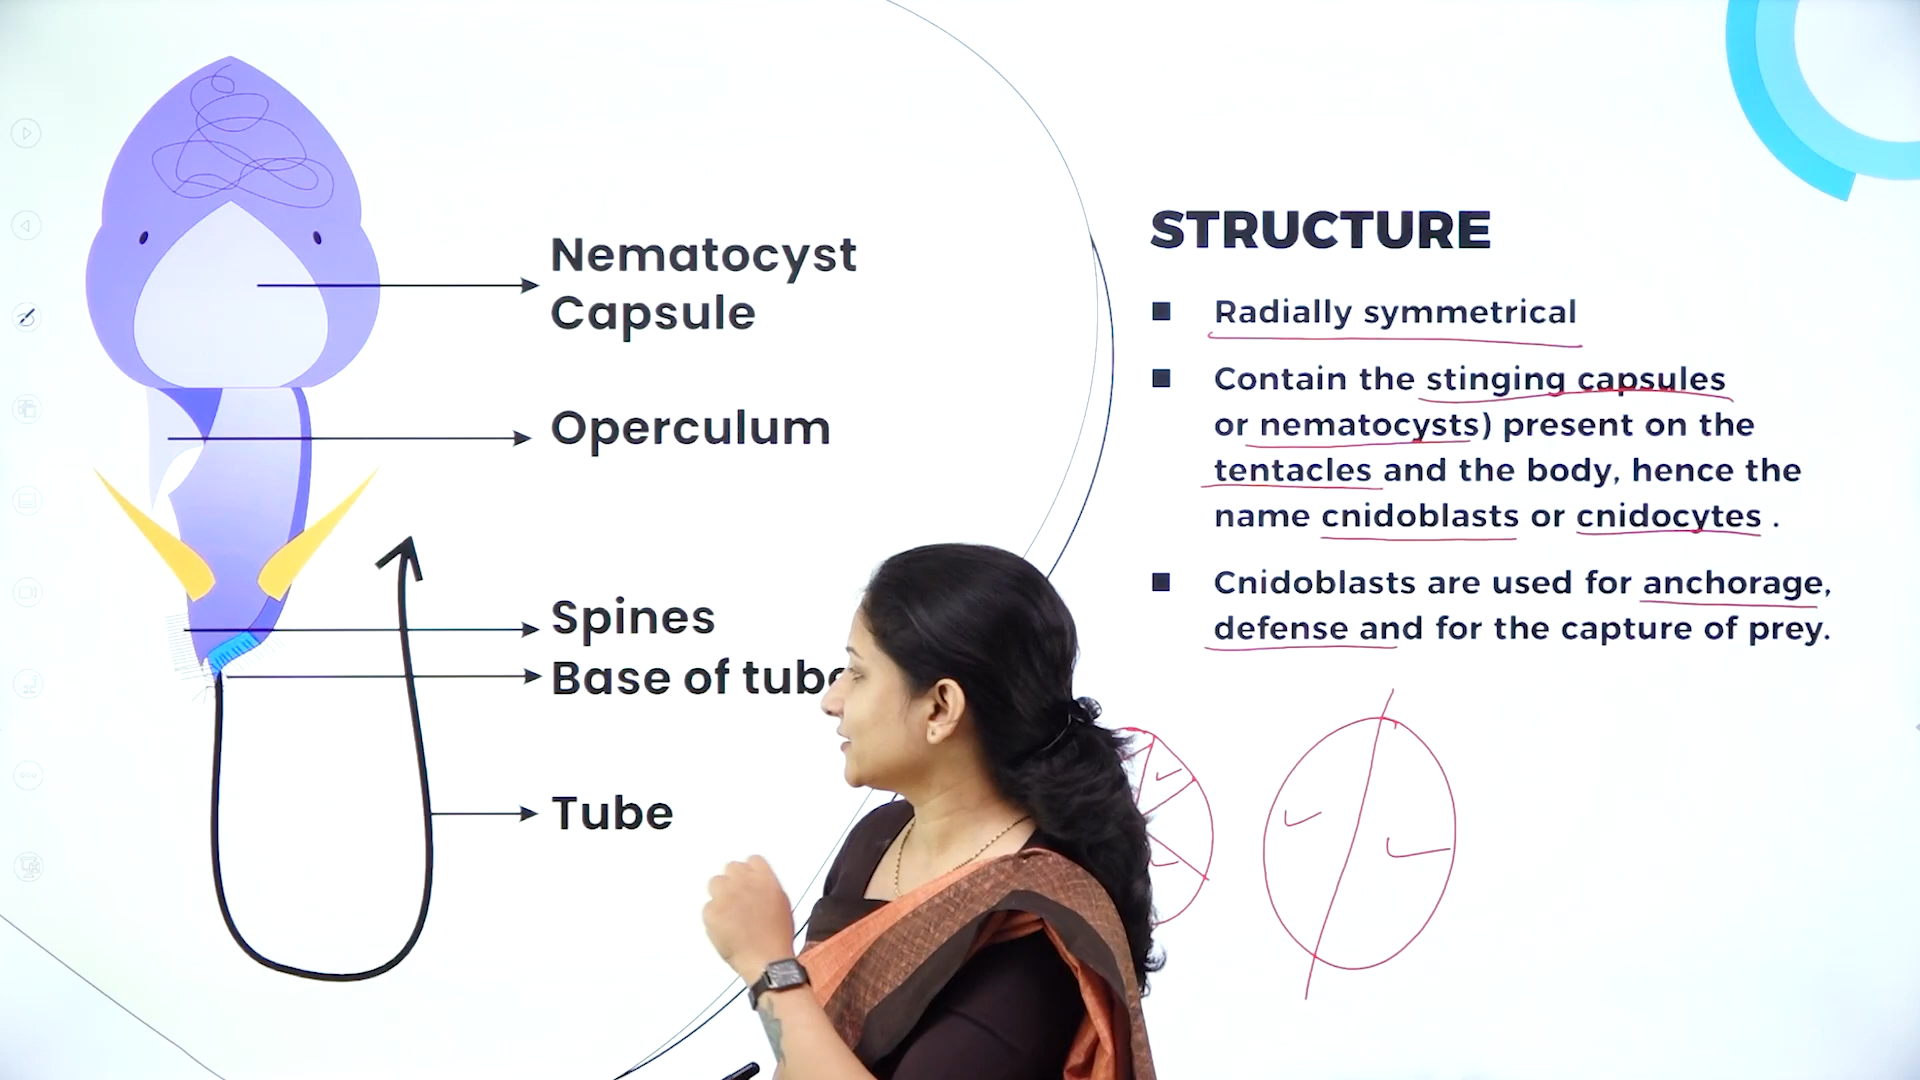 Nematocyst
Capsule
Operculum
Spines
Base of tube
Tube
STRUCTURE
Radially symmetrical
Contain the stinging capsules
or nematocysts) present on the
tentacles and the body, hence the
name cnidoblasts or cnidocytes .
Cnidoblasts are used for anchorage,
defense and for the capture of prey.